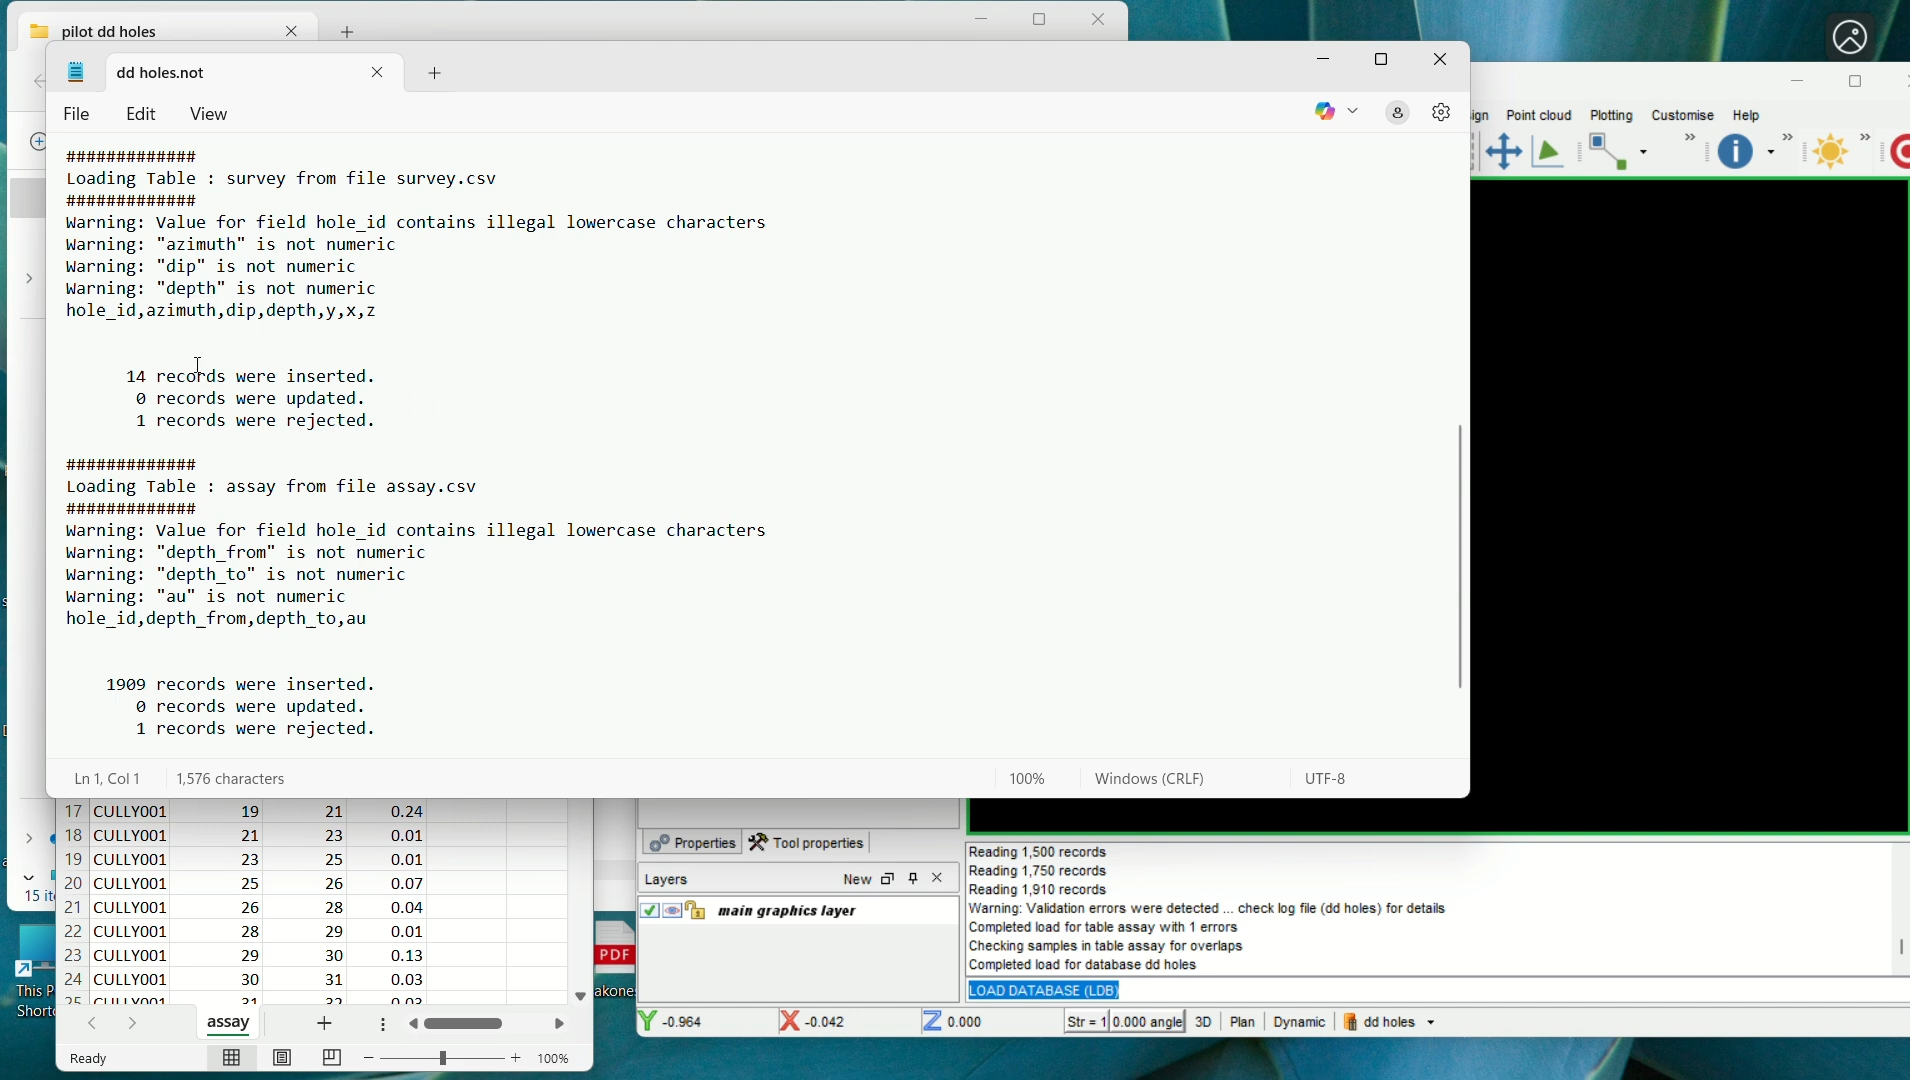 pilot dd holes
dd holes.not
File Edit View
#############
Loading Table : survey from file survey.csv
#############
Warning: Value for field hole_id contains illegal lowercase characters
Warning: "azimuth" is not numeric
Warning: "dip" is not numeric
Warning: "depth" is not numeric
hole_id,azimuth,dip,depth,y,x,z
14 records were inserted.
0 records were updated.
1 records were rejected.
#############
Loading Table : assay from file assay.csv
#############
Warning: Value for field hole_id contains illegal lowercase characters
Warning: "depth_from" is not numeric
Warning: "depth_to" is not numeric
Warning: "au" is not numeric
hole_id,depth_from,depth_to,au
1909 records were inserted.
0 records were updated.
1 records were rejected.
Ln 1, Col 1 1,576 characters 100% Windows (CRLF) UTF-8
Point cloud Plotting Customise Help
15
This P
Short
17 CULLY001 19 21 0.24
18 CULLY001 21 23 0.01
19 CULLY001 23 25 0.01
20 CULLY001 25 26 0.07
21 CULLY001 26 28 0.04
22 CULLY001 28 29 0.01
23 CULLY001 29 30 0.13
24 CULLY001 30 31 0.03
assay
Ready 100%
PDF
akones
Properties Tool properties
Layers New
main graphics layer
Reading 1,500 records
Reading 1,750 records
Reading 1,910 records
Warning: Validation errors were detected ... check log file (dd holes) for details
Completed load for table assay with 1 errors
Checking samples in table assay for overlaps
Completed load for database dd holes
LOAD DATABASE (LDB)
Y -0.964 X -0.042 Z 0.000 Str = 1 0.000 angle 3D Plan Dynamic dd holes